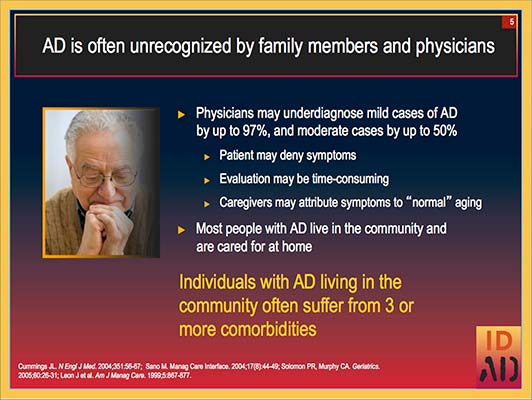 5
AD is often unrecognized by family members and physicians
Physicians may underdiagnose mild cases of AD
by up to 97%, and moderate cases by up to 50%
Patient may deny symptoms
Evaluation may be time-consuming
Caregivers may attribute symptoms to “normal” aging
Most people with AD live in the community and
are cared for at home
Individuals with AD living in the
community often suffer from 3 or
more comorbidities
Cummings JL. N Engl J Med. 2004;351:56-67; Sano M. Manag Care Interface. 2004;17(8):44-49; Solomon PR, Murphy CA. Geriatrics.
2005;60:26-31; Leon J et al. Am J Manag Care. 1999;5:867-877.
ID
AD